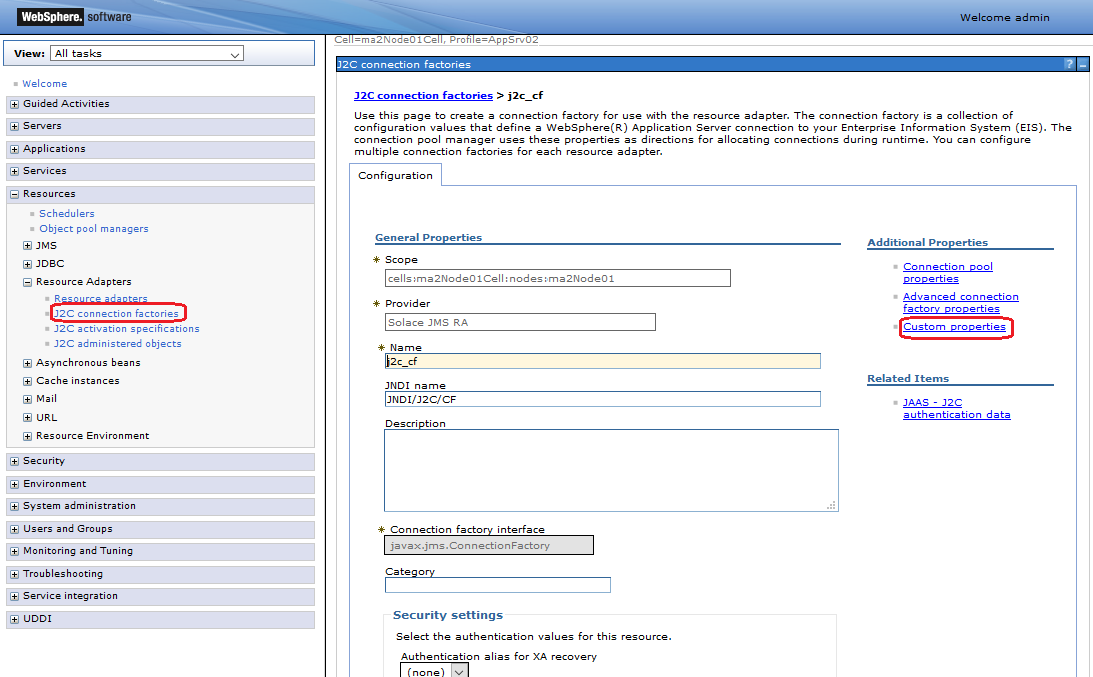 WebSphere. software
Welcome admin
View: All tasks
Welcome
Guided Activities
Servers
Applications
Services
Resources
Schedulers
Object pool managers
JMS
JDBC
Resource Adapters
Resource adapters
J2C connection factories
J2C activation specifications
J2C administered objects
Asynchronous beans
Cache instances
Mail
URL
Resource Environment
Security
Environment
System administration
Users and Groups
Monitoring and Tuning
Troubleshooting
Service integration
UDDI
Cell=ma2Node01Cell, Profile=AppSrv02
J2C connection factories
? _
J2C connection factories > j2c_cf
Use this page to create a connection factory for use with the resource adapter. The connection factory is a collection of
configuration values that define a WebSphere(R) Application Server connection to your Enterprise Information System (EIS). The
connection pool manager uses these properties as directions for allocating connections during runtime. You can configure
multiple connection factories for each resource adapter.
Configuration
General Properties
* Scope
cells:ma2Node01Cell:nodes:ma2Node01
* Provider
Solace JMS RA
* Name
j2c_cf
JNDI name
JNDI/J2C/CF
Description
* Connection factory interface
javax.jms.ConnectionFactory
Category
Security settings
Select the authentication values for this resource.
Authentication alias for XA recovery
(none)
Additional Properties
Connection pool
properties
Advanced connection
factory properties
Custom properties
Related Items
JAAS - J2C
authentication data